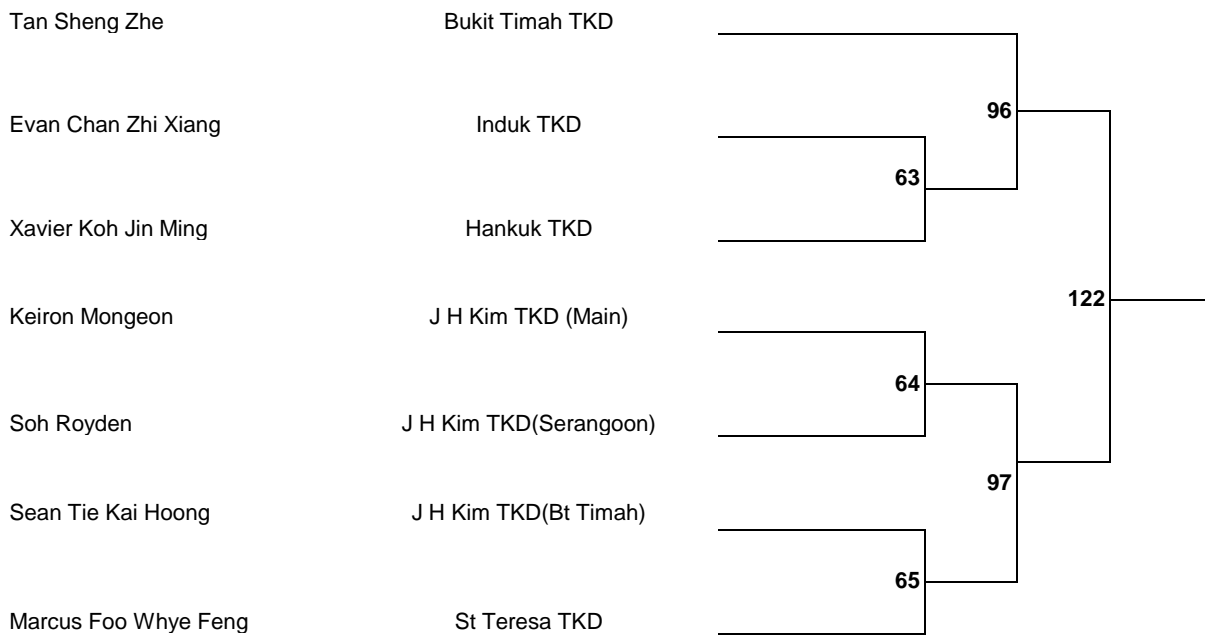 Tan Sheng Zhe Bukit Timah TKD
96
Evan Chan Zhi Xiang Induk TKD
63
Xavier Koh Jin Ming Hankuk TKD
122
Keiron Mongeon J H Kim TKD (Main)
64
Soh Royden J H Kim TKD(Serangoon)
97
Sean Tie Kai Hoong J H Kim TKD(Bt Timah)
65
Marcus Foo Whye Feng St Teresa TKD